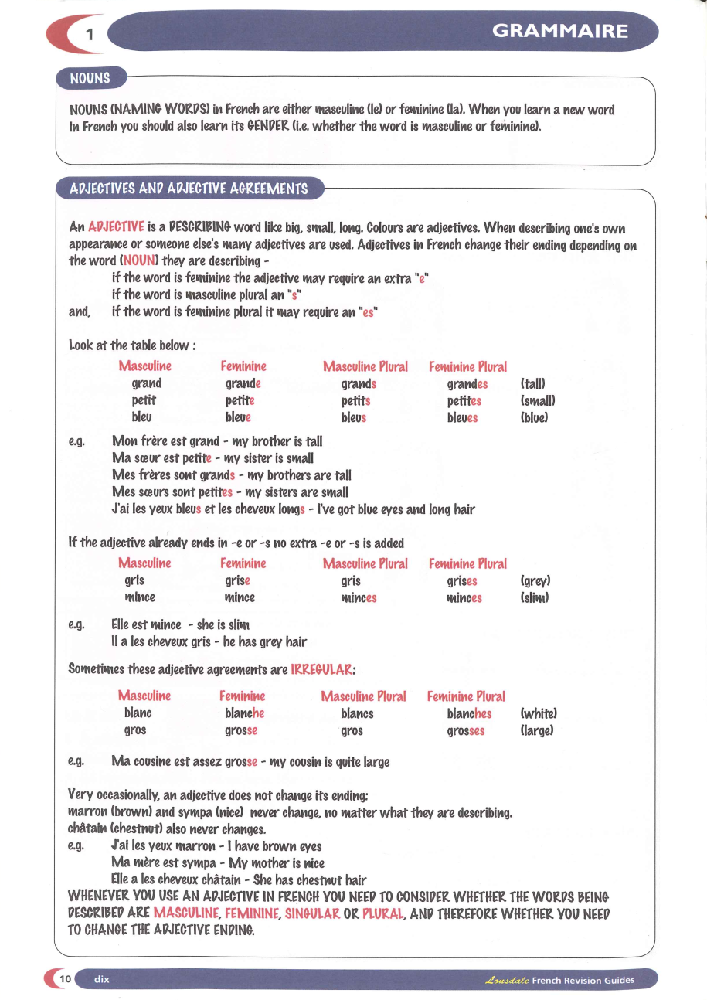 1
GRAMMAIRE
NOUNS
NOUNS (NAMING WORDS) in French are either masculine (le) or feminine (la). When you learn a new word
in French you should also learn its GENDER (i.e. whether the word is masculine or feminine).
ADJECTIVES AND ADJECTIVE AGREEMENTS
An ADJECTIVE is a DESCRIBING word like big, small, long. Colours are adjectives. When describing one's own
appearance or someone else's many adjectives are used. Adjectives in French change their ending depending on
the word (NOUN) they are describing -
if the word is feminine the adjective may require an extra "e"
if the word is masculine plural an "s"
and, if the word is feminine plural it may require an "es"
Look at the table below :
Masculine Feminine Masculine Plural Feminine Plural
grand grande grands grandes (tall)
petit petite petits petites (small)
bleu bleue bleus bleues (blue)
e.g. Mon frère est grand - my brother is tall
Ma sœur est petite - my sister is small
Mes frères sont grands - my brothers are tall
Mes sœurs sont petites - my sisters are small
J'ai les yeux bleus et les cheveux longs - I've got blue eyes and long hair
If the adjective already ends in -e or -s no extra -e or -s is added
Masculine Feminine Masculine Plural Feminine Plural
gris grise gris grises (grey)
mince mince minces minces (slim)
e.g. Elle est mince - she is slim
Il a les cheveux gris - he has grey hair
Sometimes these adjective agreements are IRREGULAR:
Masculine Feminine Masculine Plural Feminine Plural
blanc blanche blancs blanches (white)
gros grosse gros grosses (large)
e.g. Ma cousine est assez grosse - my cousin is quite large
Very occasionally, an adjective does not change its ending:
marron (brown) and sympa (nice) never change, no matter what they are describing.
châtain (chestnut) also never changes.
e.g. J'ai les yeux marron - I have brown eyes
Ma mère est sympa - My mother is nice
Elle a les cheveux châtain - She has chestnut hair
WHENEVER YOU USE AN ADJECTIVE IN FRENCH YOU NEED TO CONSIDER WHETHER THE WORDS BEING
DESCRIBED ARE MASCULINE, FEMININE, SINGULAR OR PLURAL, AND THEREFORE WHETHER YOU NEED
TO CHANGE THE ADJECTIVE ENDING.
10 dix
Lonsdale French Revision Guides